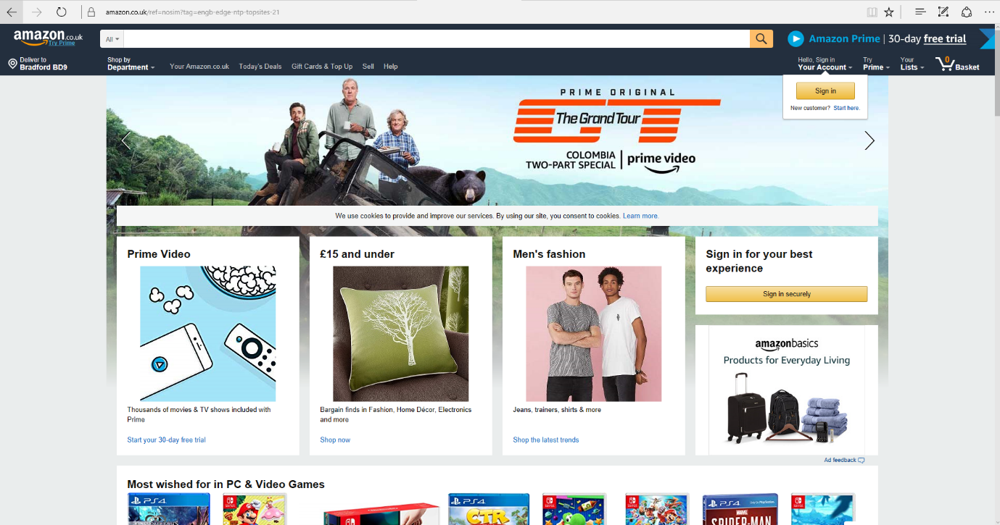 amazon.co.uk/ref=nosim?tag=engb-edge-ntp-topsites-21
amazon.co.uk
Try Prime
All
Amazon Prime | 30-day free trial
Deliver to
Bradford BD9
Shop by
Department
Your Amazon.co.uk
Today's Deals
Gift Cards & Top Up
Sell
Help
Hello, Sign in
Your Account
Try
Prime
Your
Lists
0
Basket
Sign in
New customer? Start here.
PRIME ORIGINAL
The Grand Tour
COLOMBIA
TWO-PART SPECIAL
prime video
We use cookies to provide and improve our services. By using our site, you consent to cookies. Learn more.
Prime Video
Thousands of movies & TV shows included with
Prime
Start your 30-day free trial
£15 and under
Bargain finds in Fashion, Home Décor, Electronics
and more
Shop now
Men's fashion
Jeans, trainers, shirts & more
Shop the latest trends
Sign in for your best
experience
Sign in securely
amazonbasics
Products for Everyday Living
Ad feedback
Most wished for in PC & Video Games
PS4
PS4
CTR
PS4
MARVEL
SPIDER-MAN